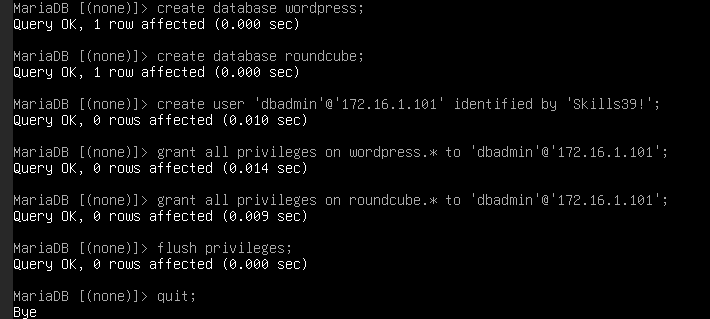 MariaDB [(none)]> create database wordpress;
Query OK, 1 row affected (0.000 sec)
MariaDB [(none)]> create database roundcube;
Query OK, 1 row affected (0.000 sec)
MariaDB [(none)]> create user 'dbadmin'@'172.16.1.101' identified by 'Skills39!';
Query OK, 0 rows affected (0.010 sec)
MariaDB [(none)]> grant all privileges on wordpress.* to 'dbadmin'@'172.16.1.101';
Query OK, 0 rows affected (0.014 sec)
MariaDB [(none)]> grant all privileges on roundcube.* to 'dbadmin'@'172.16.1.101';
Query OK, 0 rows affected (0.009 sec)
MariaDB [(none)]> flush privileges;
Query OK, 0 rows affected (0.000 sec)
MariaDB [(none)]> quit;
Bye